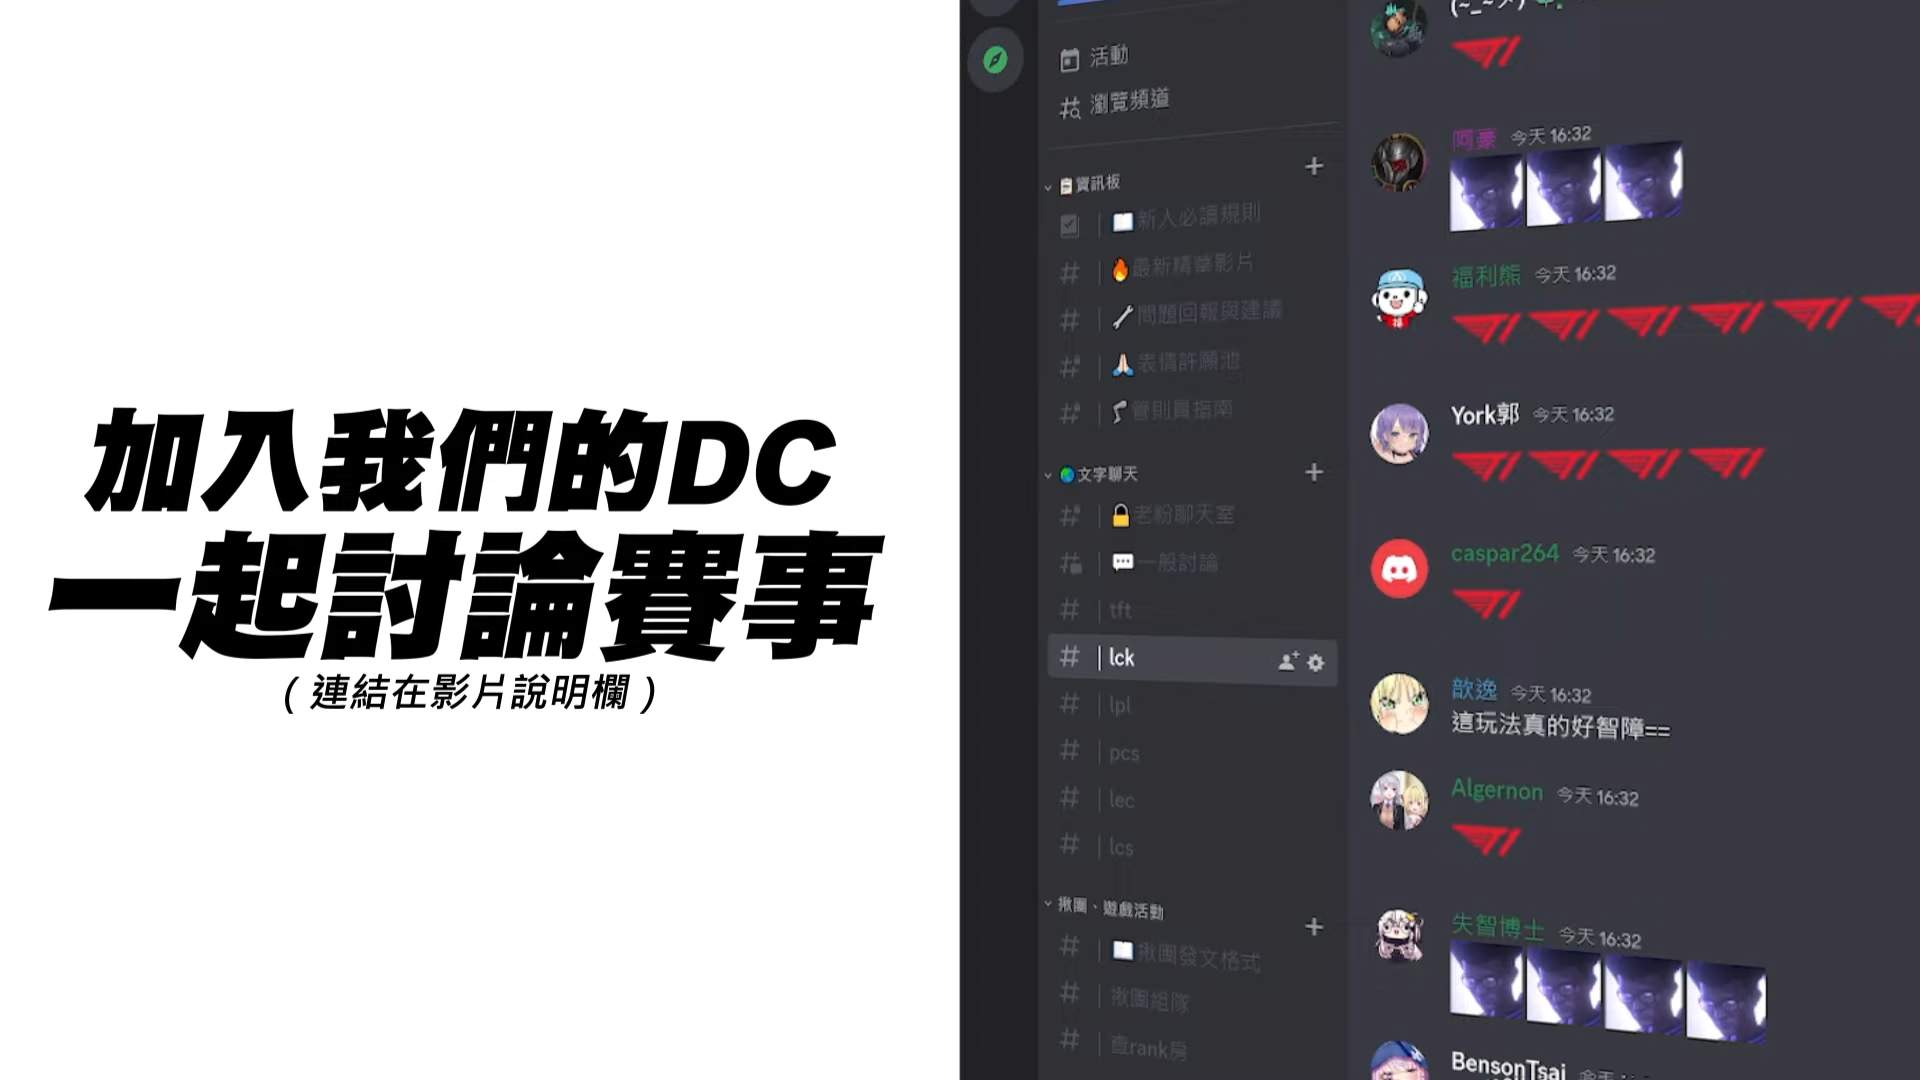 加入我們的DC
一起討論賽事
(連結在影片說明欄)
活動
瀏覽頻道
資訊板
新人必讀規則
最新精華影片
問題回報與建議
表情許願池
文字聊天
老粉聊天室
一般討論
tft
lck
lpl
pcs
lec
lcs
揪團、遊戲活動
揪團發文格式
揪團組隊
查rank房
阿豪 今天 16:32
福利熊 今天 16:32
York郭 今天 16:32
caspar264 今天 16:32
歆逸 今天 16:32
這玩法真的好智障==
Algernon 今天 16:32
失智博士 今天 16:32
BensonTsai